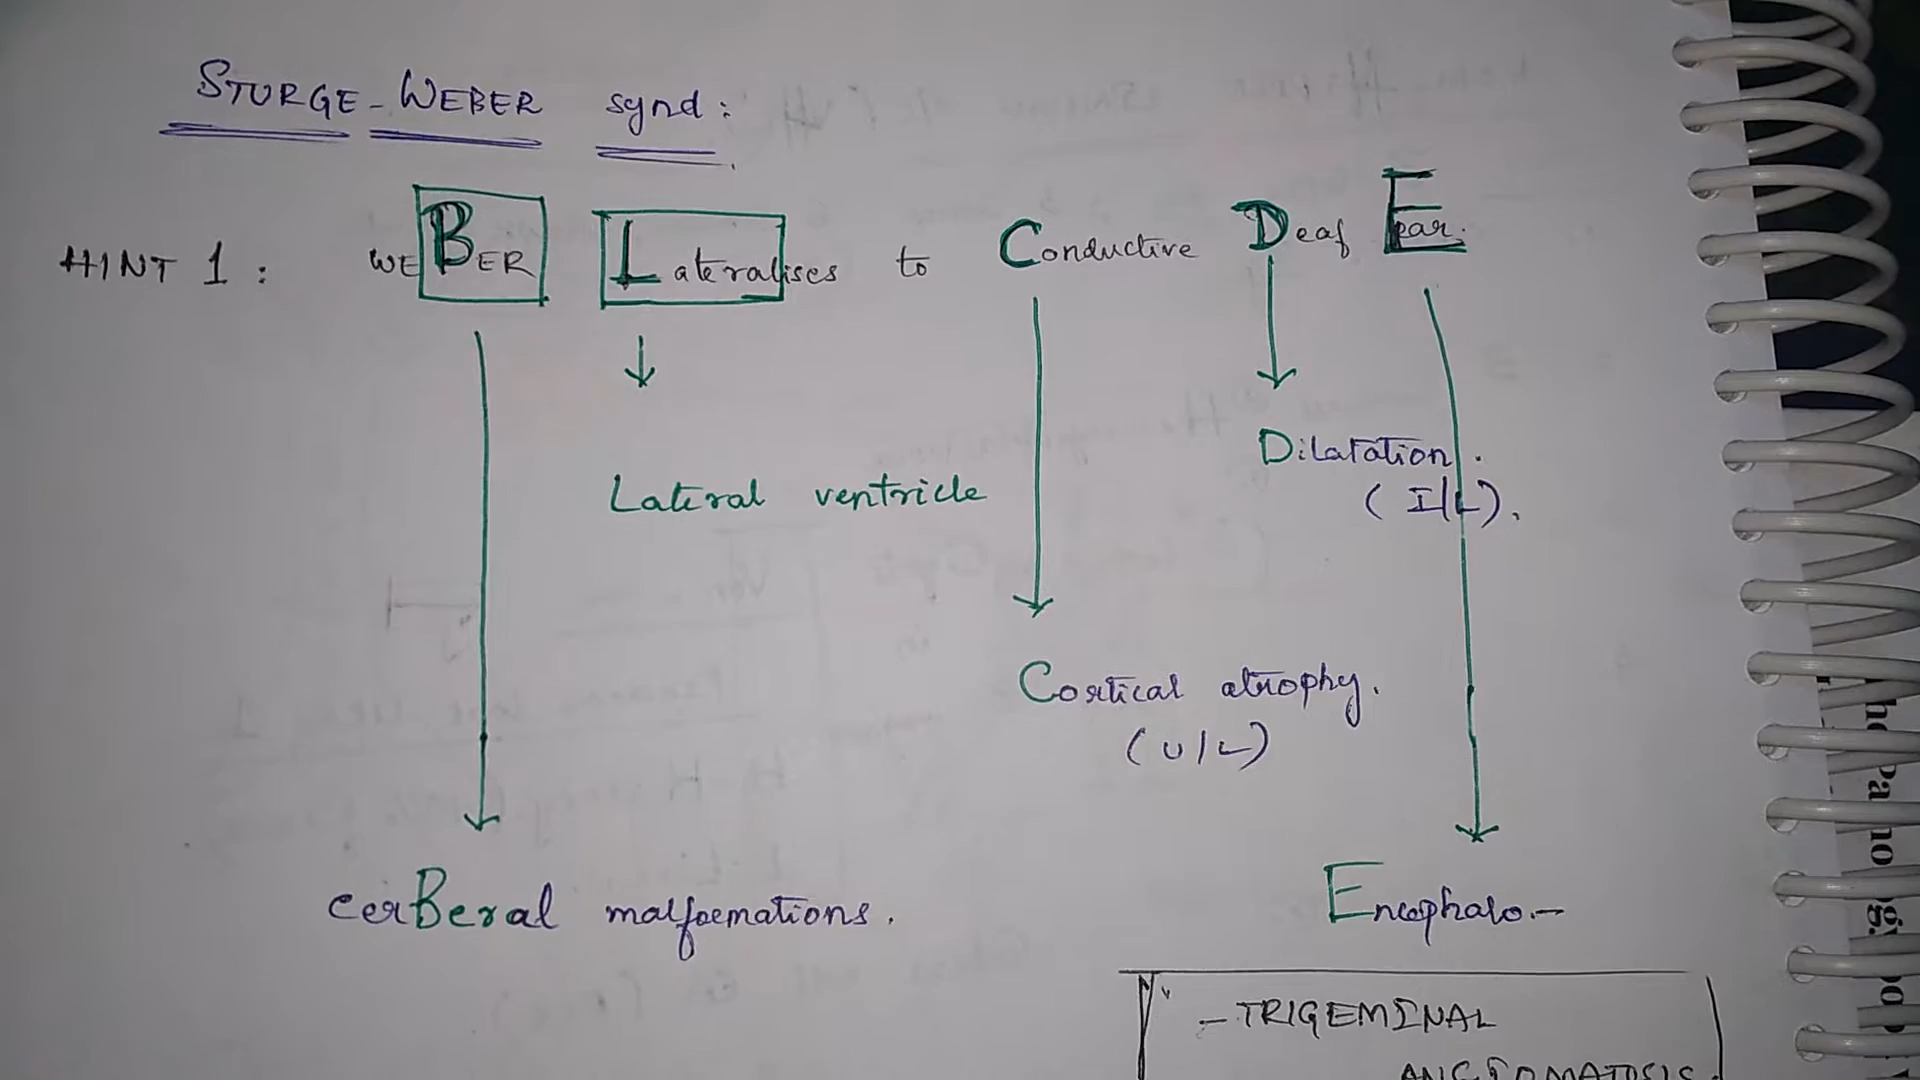 STURGE-WEBER synd:
HINT 1: WEBER Lateralises to Conductive Deaf Ear.
Dilatation.
(I/L).
Lateral ventricle
Cortical atrophy.
(U/L)
cerBeral malformations.
Encephalo-
- TRIGEMINAL
ANGIOMATOSIS.